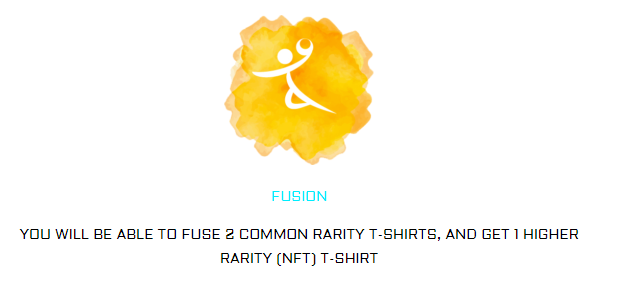 FUSION
YOU WILL BE ABLE TO FUSE 2 COMMON RARITY T-SHIRTS, AND GET 1 HIGHER
RARITY (NFT) T-SHIRT